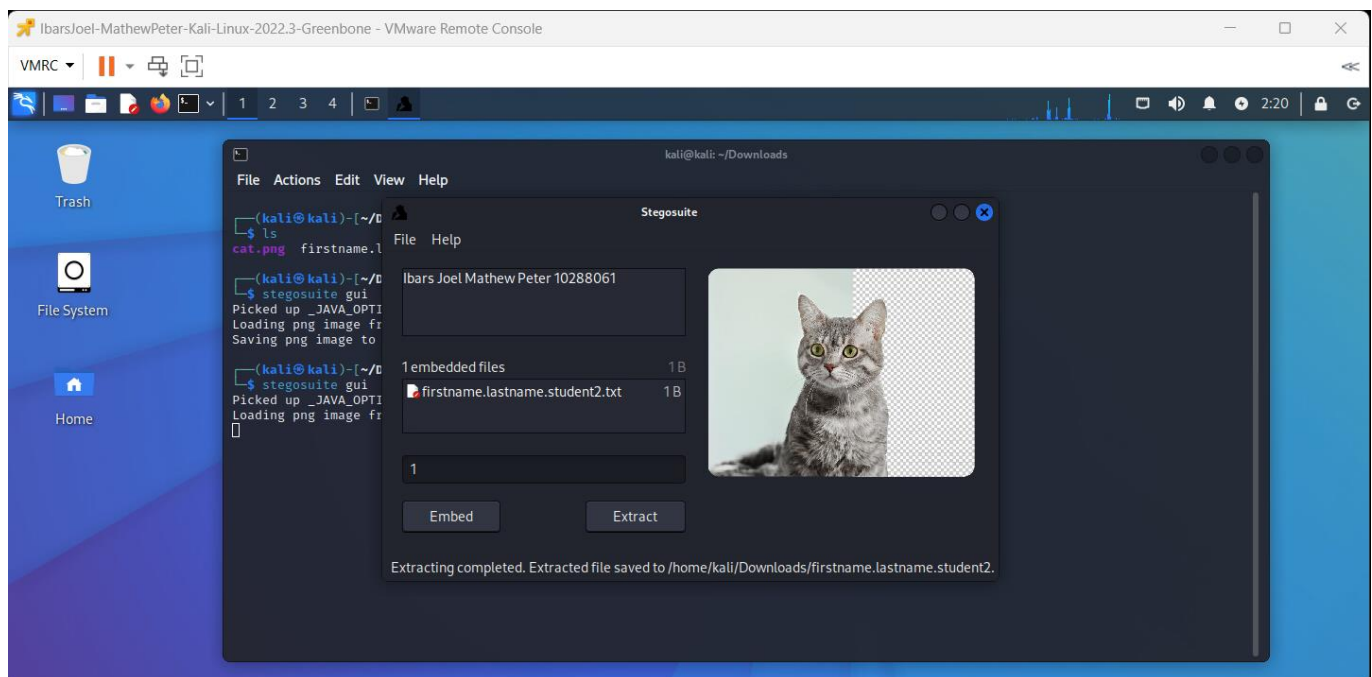 IbarsJoel-MathewPeter-Kali-Linux-2022.3-Greenbone - VMware Remote Console
VMRC
1 2 3 4
2:20
Trash
File System
Home
kali@kali: ~/Downloads
File Actions Edit View Help
(kali㉿kali)-[~/D
$ ls
cat.png firstname.l
(kali㉿kali)-[~/D
$ stegosuite gui
Picked up _JAVA_OPTI
Loading png image fr
Saving png image to
(kali㉿kali)-[~/D
$ stegosuite gui
Picked up _JAVA_OPTI
Loading png image fr
Stegosuite
File Help
Ibars Joel Mathew Peter 10288061
1 embedded files 1 B
firstname.lastname.student2.txt 1 B
1
Embed Extract
Extracting completed. Extracted file saved to /home/kali/Downloads/firstname.lastname.student2.